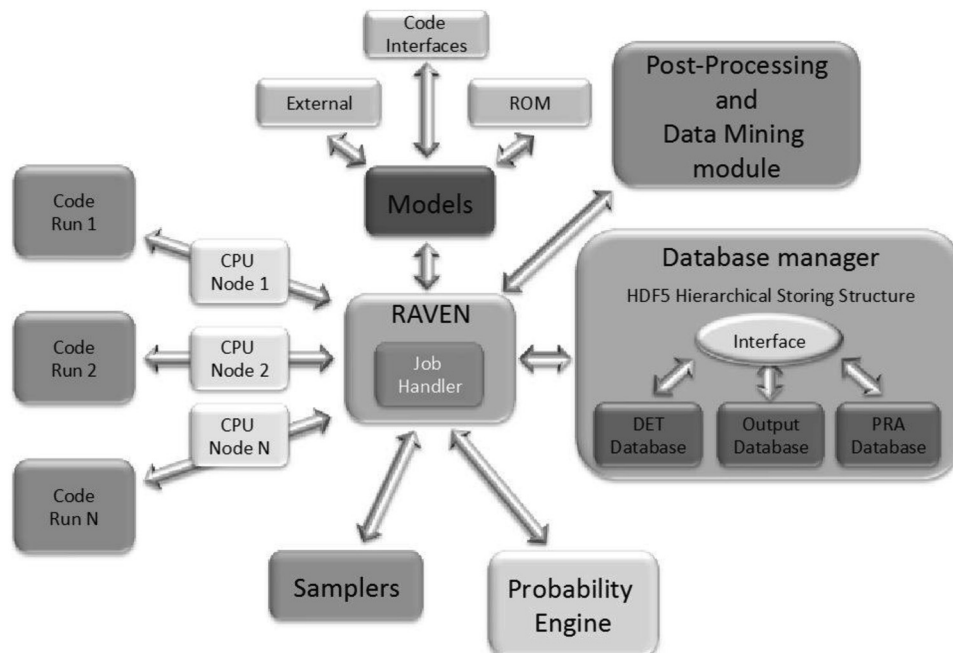 Code
Interfaces
External
ROM
Post-Processing
and
Data Mining
module
Models
Code
Run 1
CPU
Node 1
Database manager
HDF5 Hierarchical Storing Structure
RAVEN
Interface
Code
Run 2
CPU
Node 2
Job
Handler
CPU
Node N
DET
Database
Output
Database
PRA
Database
Code
Run N
Samplers
Probability
Engine